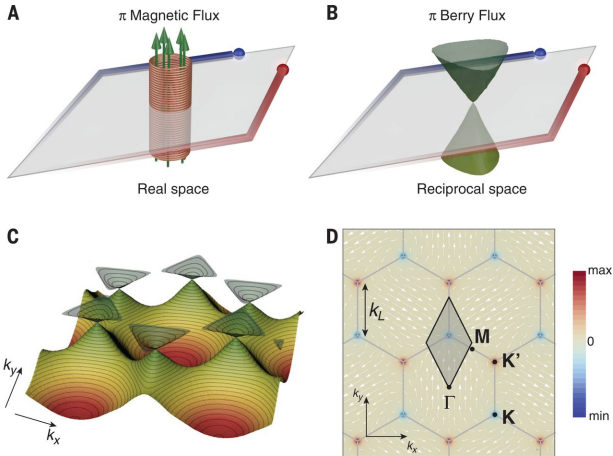 A
π Magnetic Flux
Real space
B
π Berry Flux
Reciprocal space
C
k_y
k_x
D
k_L
M
K'
Γ
K
k_y
k_x
max
0
min